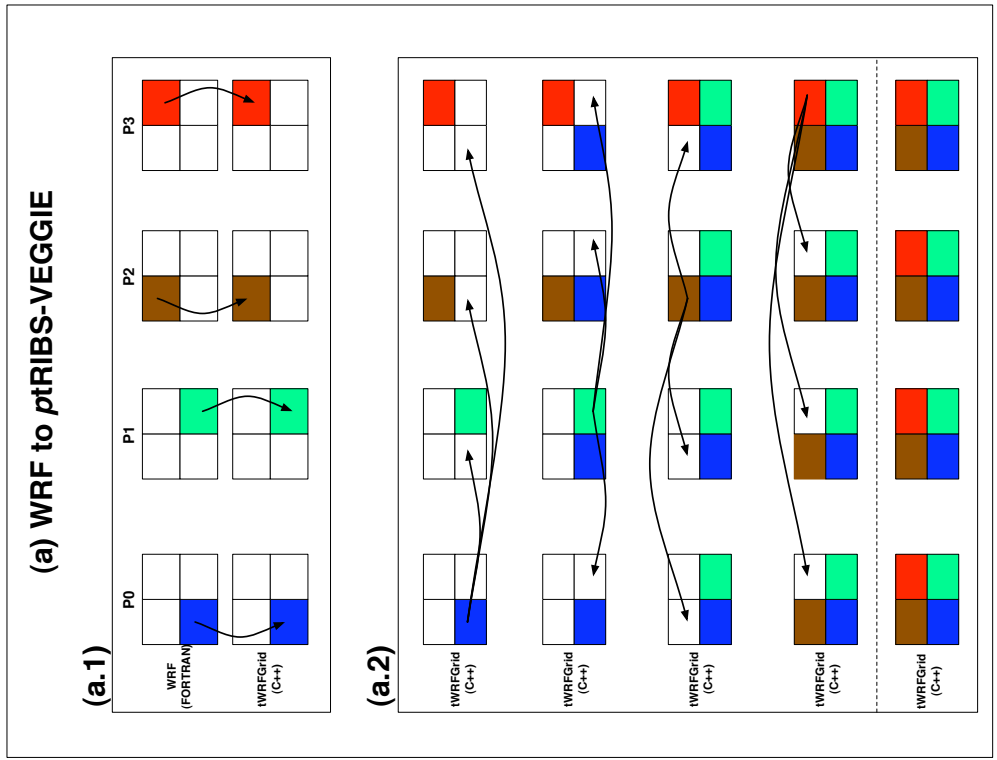 (a) WRF to ptRIBS-VEGGIE
(a.1)
P0
P1
P2
P3
WRF
(FORTRAN)
tWRFGrid
(C++)
(a.2)
tWRFGrid
(C++)
tWRFGrid
(C++)
tWRFGrid
(C++)
tWRFGrid
(C++)
tWRFGrid
(C++)